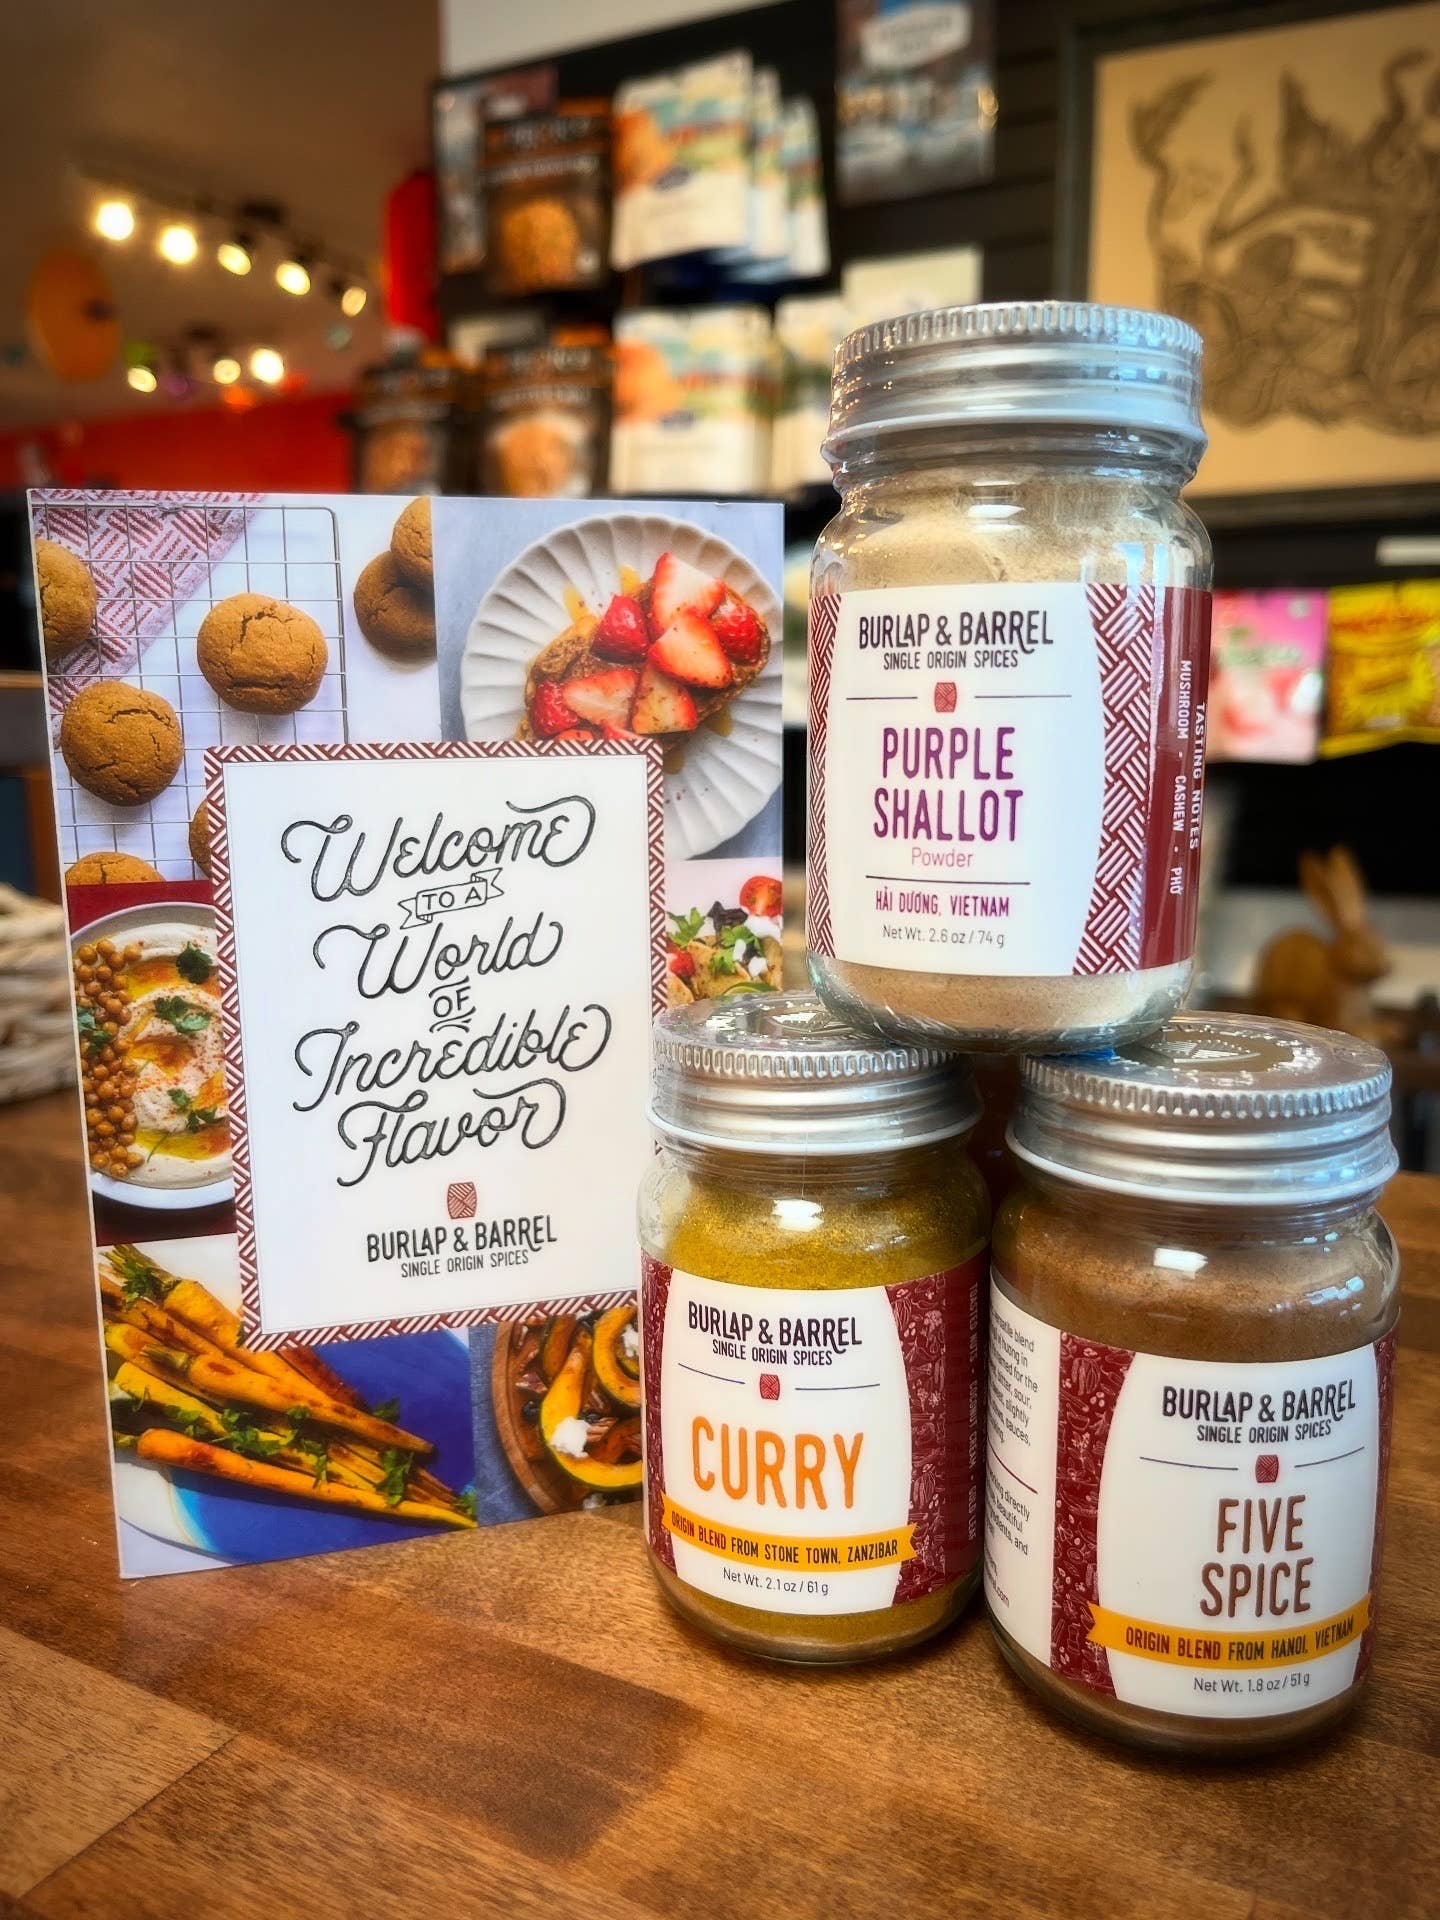 Welcome
TO A
World
OF
Incredible
Flavor
BURLAP & BARREL
SINGLE ORIGIN SPICES
BURLAP & BARREL
SINGLE ORIGIN SPICES
PURPLE
SHALLOT
Powder
HẢI DƯƠNG, VIETNAM
Net Wt. 2.6 oz / 74 g
TASTING NOTES
MUSHROOM - CASHEW - PHỞ
BURLAP & BARREL
SINGLE ORIGIN SPICES
CURRY
ORIGIN BLEND FROM STONE TOWN, ZANZIBAR
Net Wt. 2.1 oz / 61 g
BURLAP & BARREL
SINGLE ORIGIN SPICES
FIVE
SPICE
ORIGIN BLEND FROM HANOI, VIETNAM
Net Wt. 1.8 oz / 51 g